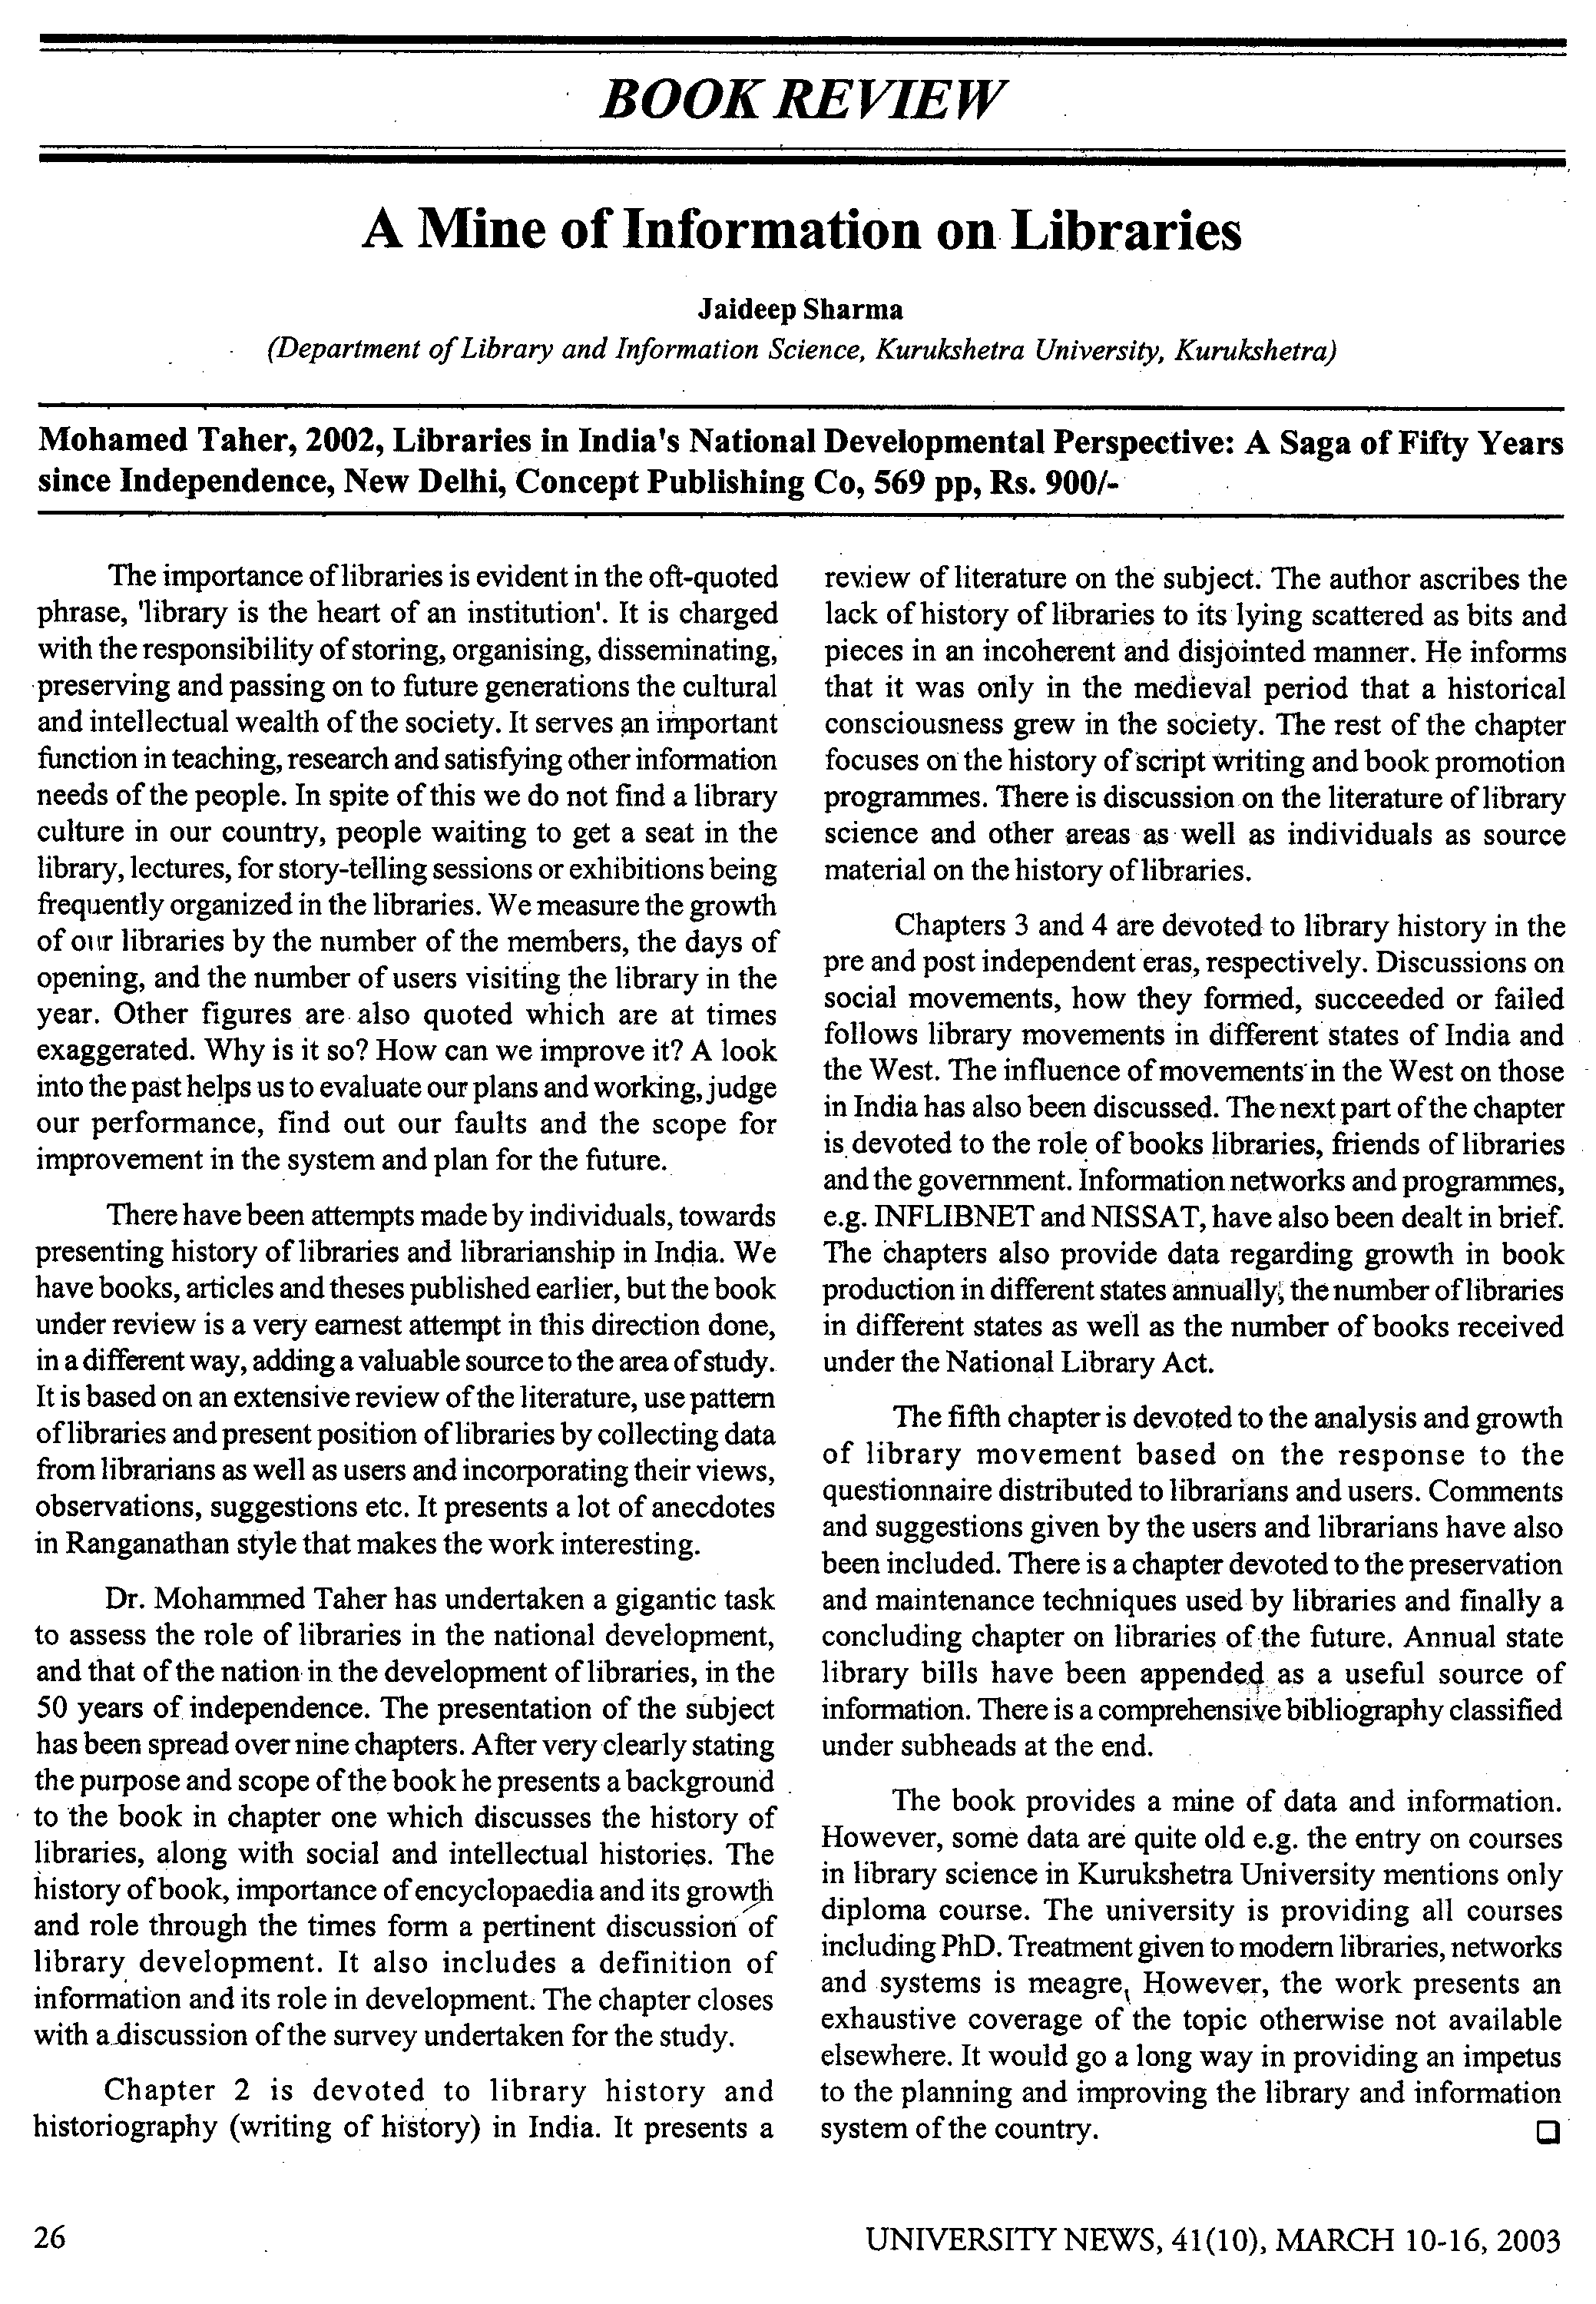 BOOK REVIEW
A Mine of Information on Libraries
Jaideep Sharma
(Department of Library and Information Science, Kurukshetra University, Kurukshetra)
Mohamed Taher, 2002, Libraries in India's National Developmental Perspective: A Saga of Fifty Years
since Independence, New Delhi, Concept Publishing Co, 569 pp, Rs. 900/-
The importance of libraries is evident in the oft-quoted
phrase, 'library is the heart of an institution'. It is charged
with the responsibility of storing, organising, disseminating,
preserving and passing on to future generations the cultural
and intellectual wealth of the society. It serves an important
function in teaching, research and satisfying other information
needs of the people. In spite of this we do not find a library
culture in our country, people waiting to get a seat in the
library, lectures, for story-telling sessions or exhibitions being
frequently organized in the libraries. We measure the growth
of our libraries by the number of the members, the days of
opening, and the number of users visiting the library in the
year. Other figures are also quoted which are at times
exaggerated. Why is it so? How can we improve it? A look
into the past helps us to evaluate our plans and working, judge
our performance, find out our faults and the scope for
improvement in the system and plan for the future.
There have been attempts made by individuals, towards
presenting history of libraries and librarianship in India. We
have books, articles and theses published earlier, but the book
under review is a very earnest attempt in this direction done,
in a different way, adding a valuable source to the area of study.
It is based on an extensive review of the literature, use pattern
of libraries and present position of libraries by collecting data
from librarians as well as users and incorporating their views,
observations, suggestions etc. It presents a lot of anecdotes
in Ranganathan style that makes the work interesting.
Dr. Mohammed Taher has undertaken a gigantic task
to assess the role of libraries in the national development,
and that of the nation in the development of libraries, in the
50 years of independence. The presentation of the subject
has been spread over nine chapters. After very clearly stating
the purpose and scope of the book he presents a background
to the book in chapter one which discusses the history of
libraries, along with social and intellectual histories. The
history of book, importance of encyclopaedia and its growth
and role through the times form a pertinent discussion of
library development. It also includes a definition of
information and its role in development. The chapter closes
with a discussion of the survey undertaken for the study.
Chapter 2 is devoted to library history and
historiography (writing of history) in India. It presents a
review of literature on the subject. The author ascribes the
lack of history of libraries to its lying scattered as bits and
pieces in an incoherent and disjointed manner. He informs
that it was only in the medieval period that a historical
consciousness grew in the society. The rest of the chapter
focuses on the history of script writing and book promotion
programmes. There is discussion on the literature of library
science and other areas as well as individuals as source
material on the history of libraries.
Chapters 3 and 4 are devoted to library history in the
pre and post independent eras, respectively. Discussions on
social movements, how they formed, succeeded or failed
follows library movements in different states of India and
the West. The influence of movements in the West on those
in India has also been discussed. The next part of the chapter
is devoted to the role of books libraries, friends of libraries
and the government. Information networks and programmes,
e.g. INFLIBNET and NISSAT, have also been dealt in brief.
The chapters also provide data regarding growth in book
production in different states annually, the number of libraries
in different states as well as the number of books received
under the National Library Act.
The fifth chapter is devoted to the analysis and growth
of library movement based on the response to the
questionnaire distributed to librarians and users. Comments
and suggestions given by the users and librarians have also
been included. There is a chapter devoted to the preservation
and maintenance techniques used by libraries and finally a
concluding chapter on libraries of the future. Annual state
library bills have been appended as a useful source of
information. There is a comprehensive bibliography classified
under subheads at the end.
The book provides a mine of data and information.
However, some data are quite old e.g. the entry on courses
in library science in Kurukshetra University mentions only
diploma course. The university is providing all courses
including PhD. Treatment given to modern libraries, networks
and systems is meagre. However, the work presents an
exhaustive coverage of the topic otherwise not available
elsewhere. It would go a long way in providing an impetus
to the planning and improving the library and information
system of the country.
26
UNIVERSITY NEWS, 41(10), MARCH 10-16, 2003